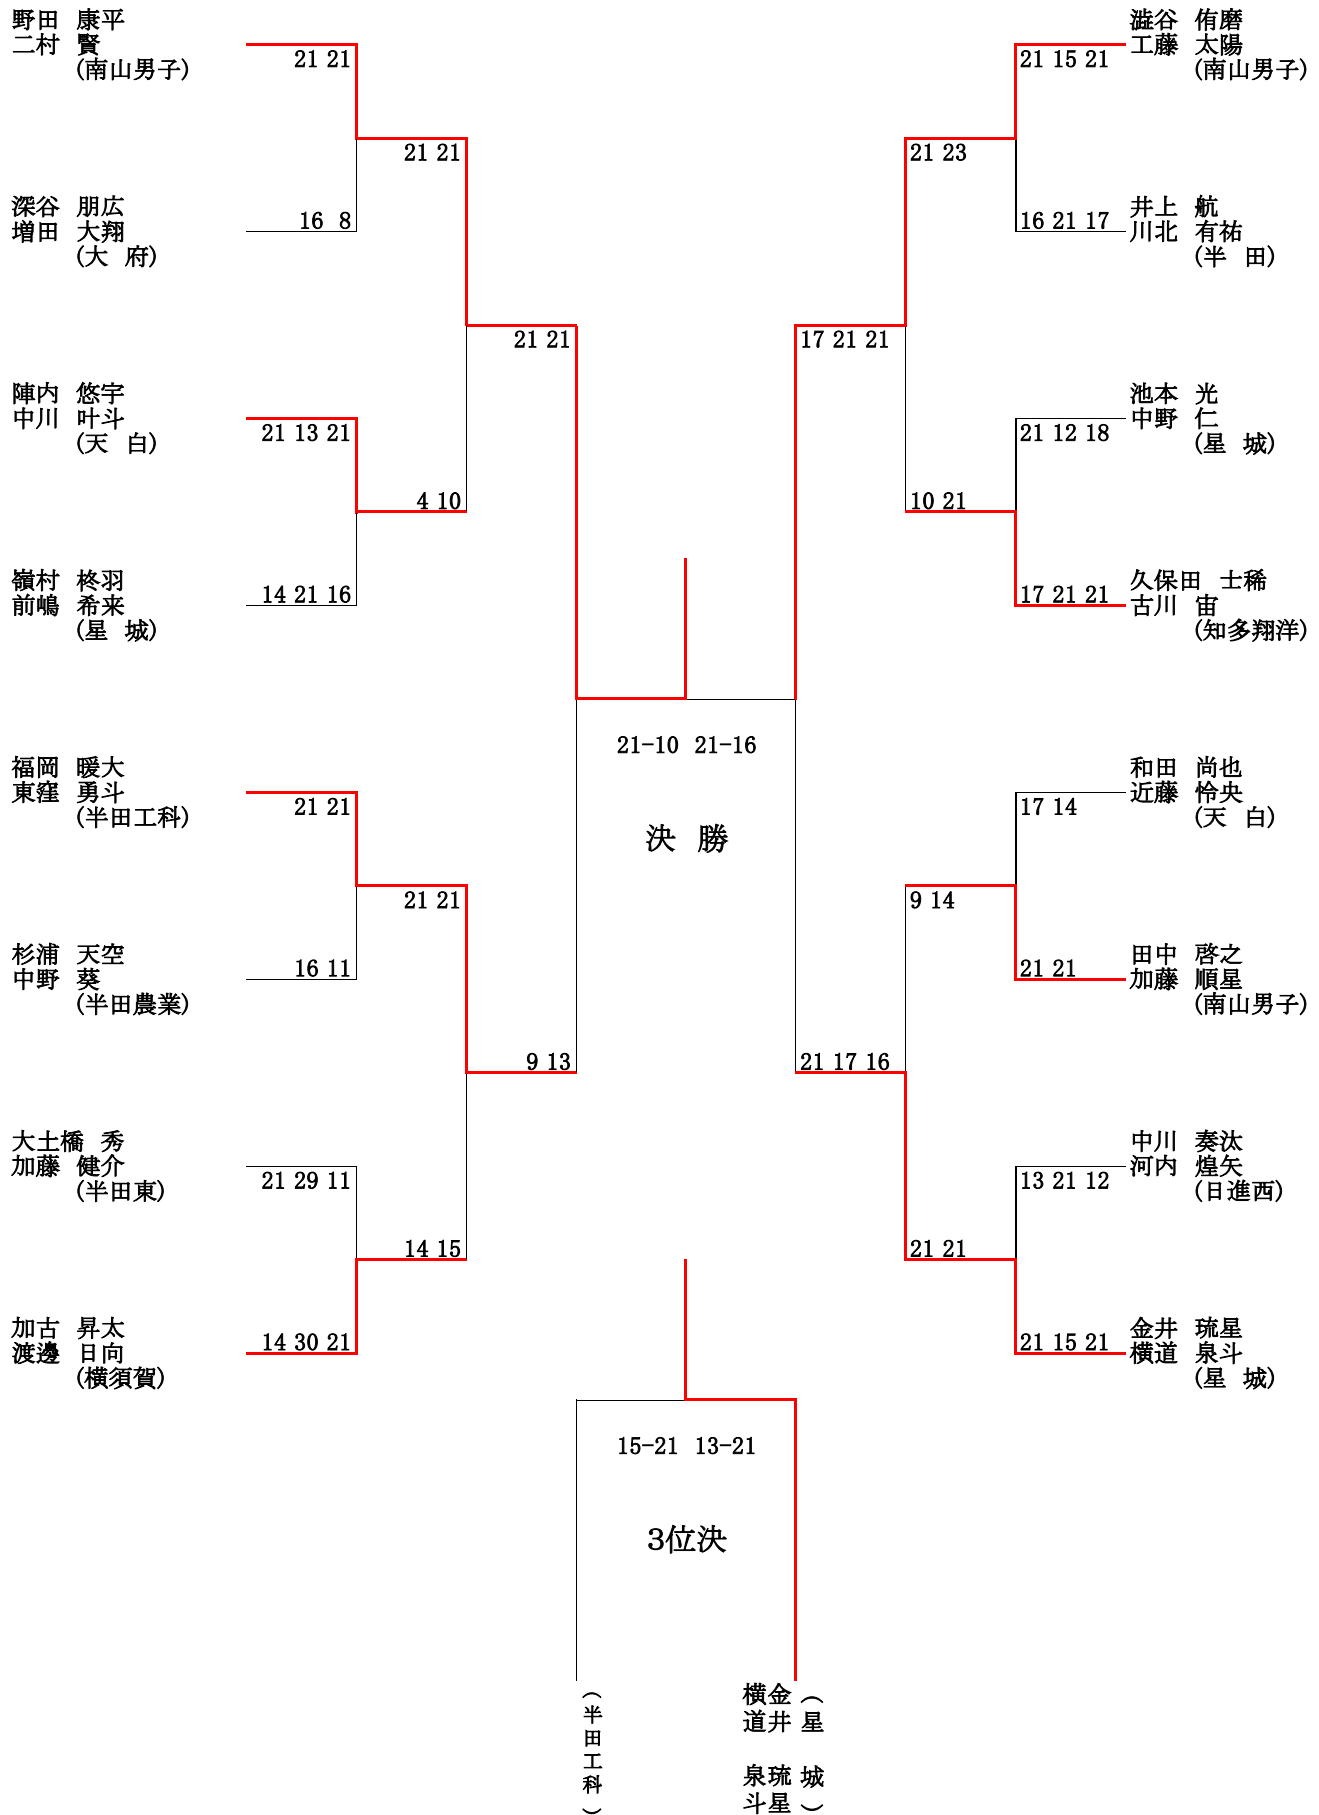 野田 康平
二村 賢
(南山男子)
21 21
21 21
深谷 朋広
増田 大翔
(大 府)
16 8
21 21
陣内 悠宇
中川 叶斗
(天 白)
21 13 21
4 10
嶺村 柊羽
前嶋 希来
(星 城)
14 21 16
福岡 暖大
東窪 勇斗
(半田工科)
21 21
21 21
杉浦 天空
中野 葵
(半田農業)
16 11
9 13
大土橋 秀
加藤 健介
(半田東)
21 29 11
14 15
加古 昇太
渡邊 日向
(横須賀)
14 30 21
澁谷 侑磨
工藤 太陽
(南山男子)
21 15 21
21 23
井上 航
川北 有祐
(半 田)
16 21 17
17 21 21
池本 光
中野 仁
(星 城)
21 12 18
10 21
久保田 士稀
古川 宙
(知多翔洋)
17 21 21
和田 尚也
近藤 怜央
(天 白)
17 14
9 14
田中 啓之
加藤 順星
(南山男子)
21 21
21 17 16
中川 奏汰
河内 煌矢
(日進西)
13 21 12
21 21
金井 琉星
横道 泉斗
(星 城)
21 15 21
21-10 21-16
決 勝
15-21 13-21
3位決
(半田工科)
金井 琉星
横道 泉斗
(星 城)